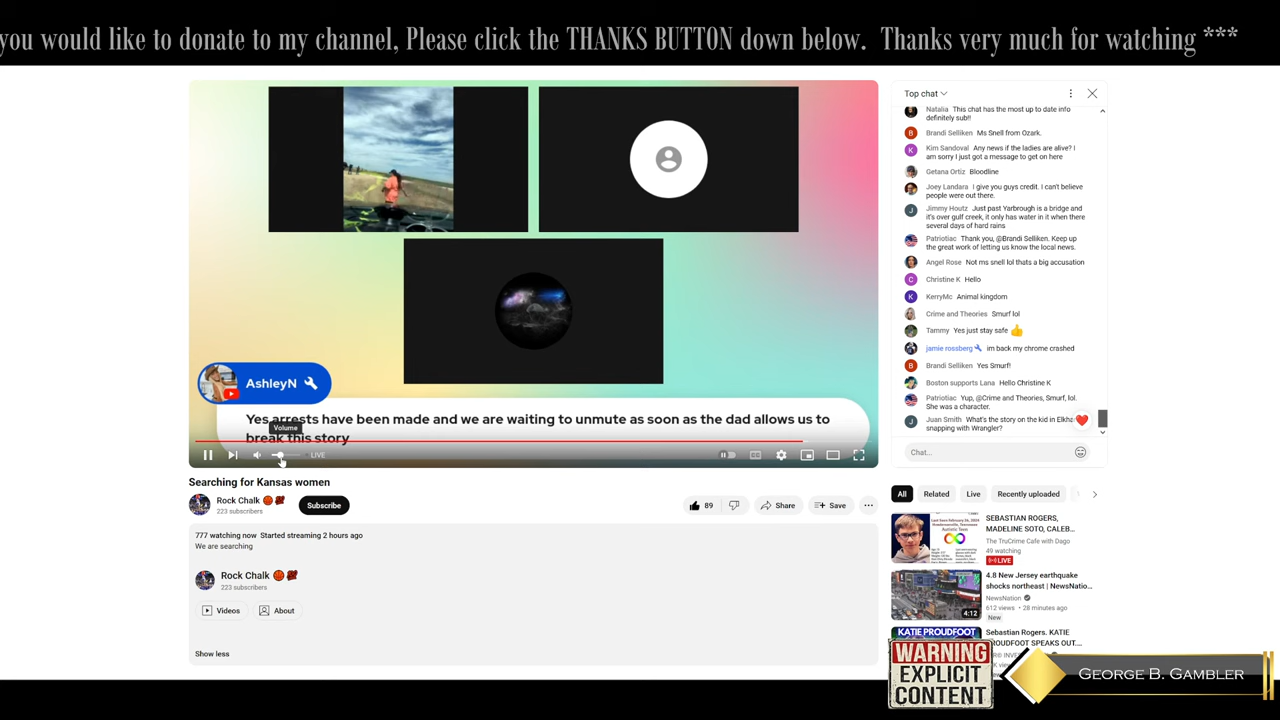 you would like to donate to my channel, Please click the THANKS BUTTON down below. Thanks very much for watching ***
AshleyN
Yes arrests have been made and we are waiting to unmute as soon as the dad allows us to
break this story
Volume
LIVE
CC
Searching for Kansas women
Rock Chalk
223 subscribers
Subscribe
89
Share
Save
777 watching now Started streaming 2 hours ago
We are searching
Rock Chalk
223 subscribers
Videos
About
Show less
Top chat
Natalia This chat has the most up to date info
definitely sub!!
B Brandi Selliken Ms Snell from Ozark.
K Kim Sandoval Any news if the ladies are alive? I
am sorry I just got a message to get on here
Getana Ortiz Bloodline
Joey Landara I give you guys credit. I can't believe
people were out there.
J Jimmy Houtz Just past Yarbrough is a bridge and
it's over gulf creek, it only has water in it when there
several days of hard rains
Patriotiac Thank you, @Brandi Selliken. Keep up
the great work of letting us know the local news.
Angel Rose Not ms snell lol thats a big accusation
C Christine K Hello
K KerryMc Animal kingdom
Crime and Theories Smurf lol
Tammy Yes just stay safe
jamie rossberg im back my chrome crashed
B Brandi Selliken Yes Smurf!
Boston supports Lana Hello Christine K
Patriotiac Yup, @Crime and Theories, Smurf, lol.
She was a character.
J Juan Smith What's the story on the kid in Elkha
snapping with Wrangler?
Chat...
All
Related
Live
Recently uploaded
SEBASTIAN ROGERS,
MADELINE SOTO, CALEB...
The TruCrime Cafe with Dago
49 watching
LIVE
4.8 New Jersey earthquake
shocks northeast | NewsNatio...
NewsNation
612 views • 28 minutes ago
New
4:12
KATIE PROUDFOOT
Sebastian Rogers. KATIE
PROUDFOOT SPEAKS OUT....
WARNING
EXPLICIT
CONTENT
GEORGE B. GAMBLER